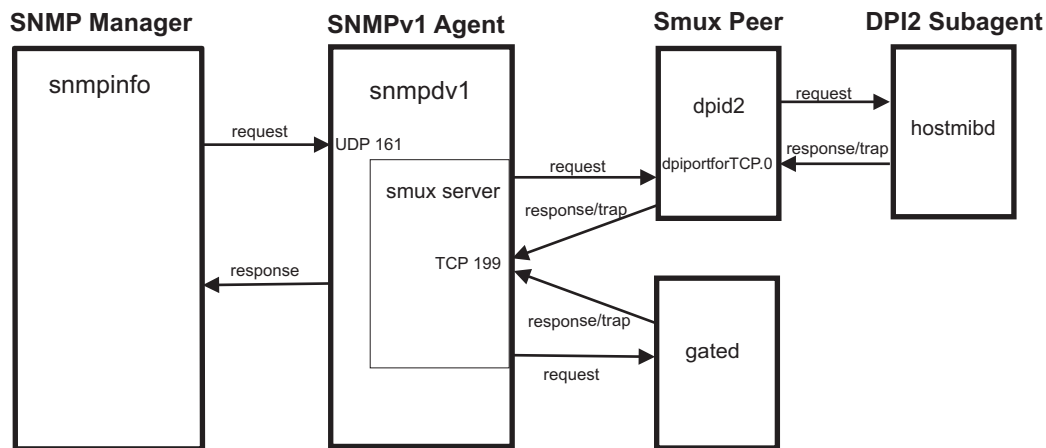 SNMP Manager
SNMPv1 Agent
Smux Peer
DPI2 Subagent
snmpinfo
snmpdv1
dpid2
hostmibd
request
UDP 161
request
response/trap
dpiportforTCP.0
smux server
request
response/trap
TCP 199
response
response/trap
request
gated